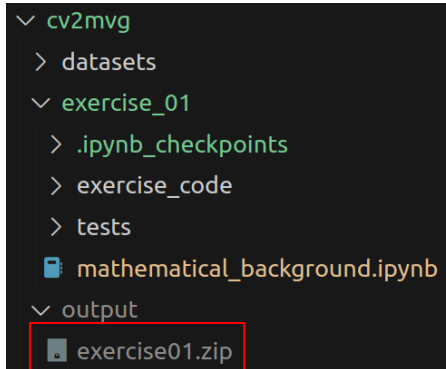 cv2mvg
datasets
exercise_01
.ipynb_checkpoints
exercise_code
tests
mathematical_background.ipynb
output
exercise01.zip